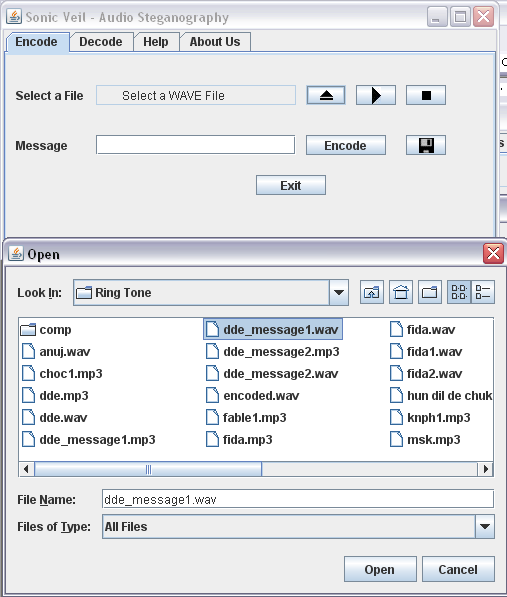 Sonic Veil - Audio Steganography
Encode Decode Help About Us
Select a File Select a WAVE File
Message Encode
Exit
Open
Look In: Ring Tone
comp dde_message1.wav fida.wav
anuj.wav dde_message2.mp3 fida1.wav
choc1.mp3 dde_message2.wav fida2.wav
dde.mp3 encoded.wav hun dil de chuk
dde.wav fable1.mp3 knph1.mp3
dde_message1.mp3 fida.mp3 msk.mp3
File Name: dde_message1.wav
Files of Type: All Files
Open Cancel